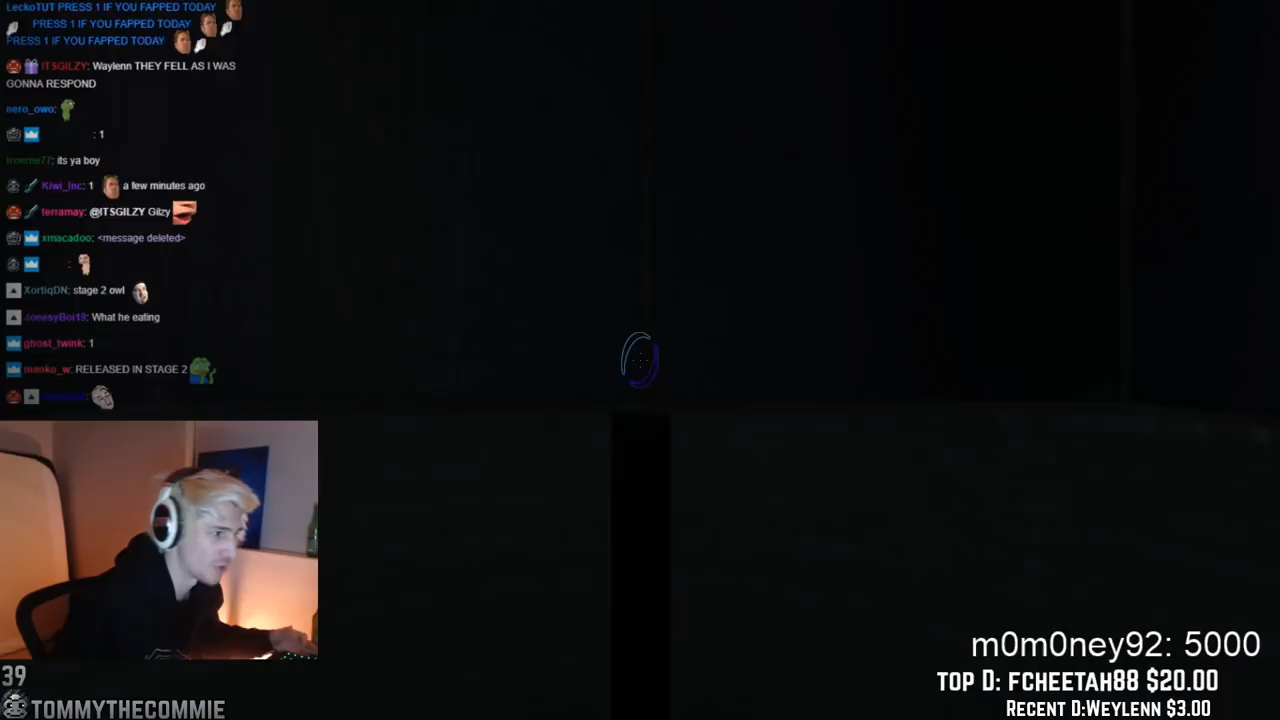 LeckoTUT PRESS 1 IF YOU FAPPED TODAY
PRESS 1 IF YOU FAPPED TODAY
PRESS 1 IF YOU FAPPED TODAY
ITSGILZY: Waylenn THEY FELL AS I WAS
GONNA RESPOND
nero_owo:
: 1
its ya boy
Kiwi_Inc: 1 a few minutes ago
terramay: @ITSGILZY Gilzy
xmacadoo: <message deleted>
:
XortiqDN: stage 2 owl
JonesyBoi19: What he eating
ghost_twink: 1
manko_w: RELEASED IN STAGE 2
39
TOMMYTHECOMMIE
m0m0ney92: 5000
TOP D: FCHEETAH88 $20.00
RECENT D:WEYLENN $3.00